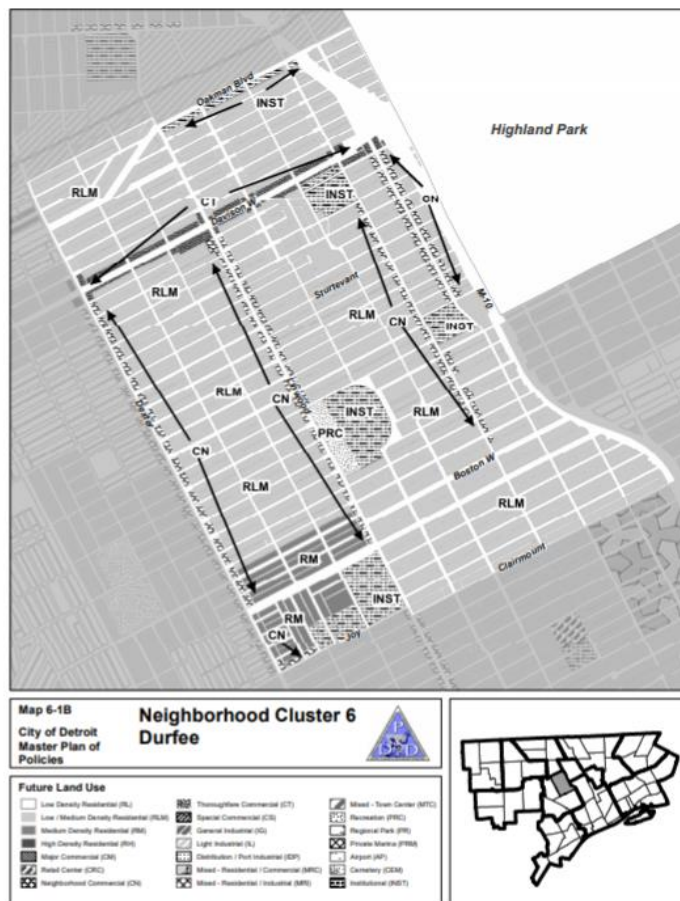 Oakman Blvd
INST
Highland Park
RLM
CT
Davison W
INST
CN
M-10
RLM
Sturtevant
RLM
CN
INST
RLM
CN
INST
PRC
RLM
CN
RLM
Boston W
RLM
RM
Clairmount
RM
INST
CN
Joy
Map 6-1B
City of Detroit
Master Plan of
Policies
Neighborhood Cluster 6
Durfee
P
D D
Future Land Use
Low Density Residential (RL)
Low / Medium Density Residential (RLM)
Medium Density Residential (RM)
High Density Residential (RH)
Major Commercial (CM)
Retail Center (CRC)
Neighborhood Commercial (CN)
Thoroughfare Commercial (CT)
Special Commercial (CS)
General Industrial (IG)
Light Industrial (IL)
Distribution / Port Industrial (IDP)
Mixed - Residential / Commercial (MRC)
Mixed - Residential / Industrial (MRI)
Mixed - Town Center (MTC)
Recreation (PRC)
Regional Park (PR)
Private Marina (PRM)
Airport (AP)
Cemetery (CEM)
Institutional (INST)